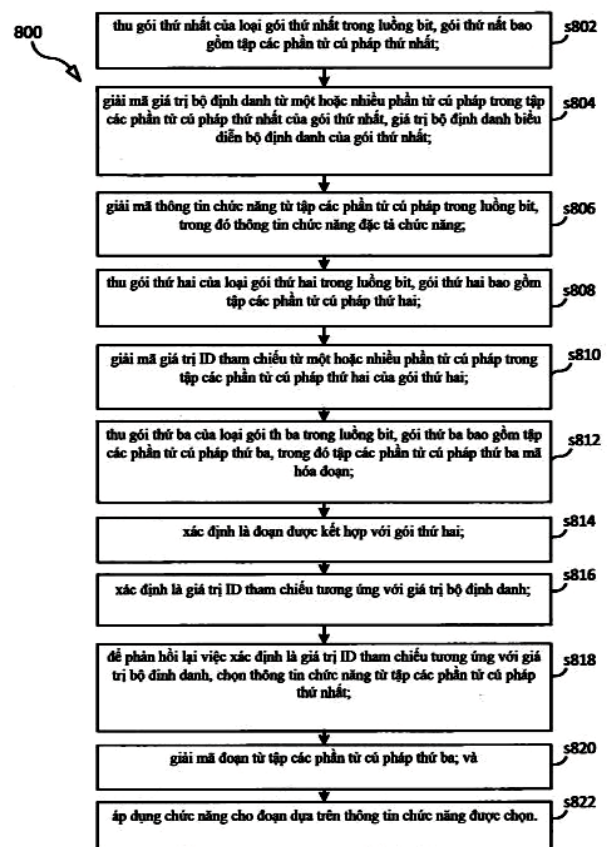 800
thu gói thứ nhất của loại gói thứ nhất trong luồng bit, gói thứ nất bao
gồm tập các phần tử cú pháp thứ nhất;
s802
giải mã giá trị bộ định danh từ một hoặc nhiều phần tử cú pháp trong tập
các phần tử cú pháp thứ nhất của gói thứ nhất, giá trị bộ định danh biểu
diễn bộ định danh của gói thứ nhất;
s804
giải mã thông tin chức năng từ tập các phần tử cú pháp trong luồng bit,
trong đó thông tin chức năng đặc tả chức năng;
s806
thu gói thứ hai của loại gói thứ hai trong luồng bit, gói thứ hai bao gồm
tập các phần tử cú pháp thứ hai;
s808
giải mã giá trị ID tham chiếu từ một hoặc nhiều phần tử cú pháp trong
tập các phần tử cú pháp thứ hai của gói thứ hai;
s810
thu gói thứ ba của loại gói th ba trong luồng bit, gói thứ ba bao gồm tập
các phần tử cú pháp thứ ba, trong đó tập các phần tử cú pháp thứ ba mã
hóa đoạn;
s812
xác định là đoạn được kết hợp với gói thứ hai;
s814
xác định là giá trị ID tham chiếu tương ứng với giá trị bộ định danh;
s816
để phản hồi lại việc xác định là giá trị ID tham chiếu tương ứng với giá
trị bộ đinh danh, chọn thông tin chức năng từ tập các phần tử cú pháp
thứ nhất;
s818
giải mã đoạn từ tập các phần tử cú pháp thứ ba; và
s820
áp dụng chức năng cho đoạn dựa trên thông tin chức năng được chọn.
s822